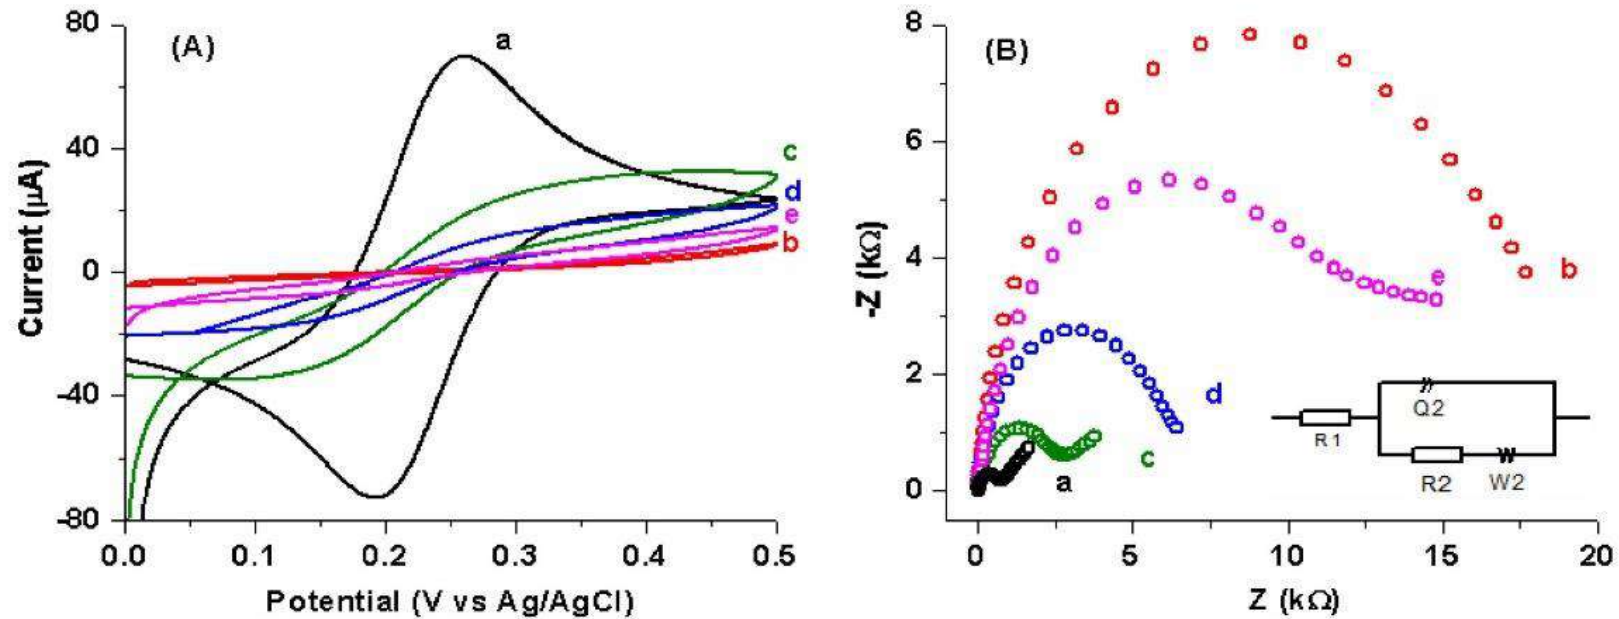 (A)
a
c
d
e
b
80
40
0
-40
-80
Current (μA)
0.0 0.1 0.2 0.3 0.4 0.5
Potential (V vs Ag/AgCl)
(B)
8
6
4
2
0
-Z (kΩ)
b
e
d
c
a
Q2
R1
R2 W2
0 5 10 15 20
Z (kΩ)